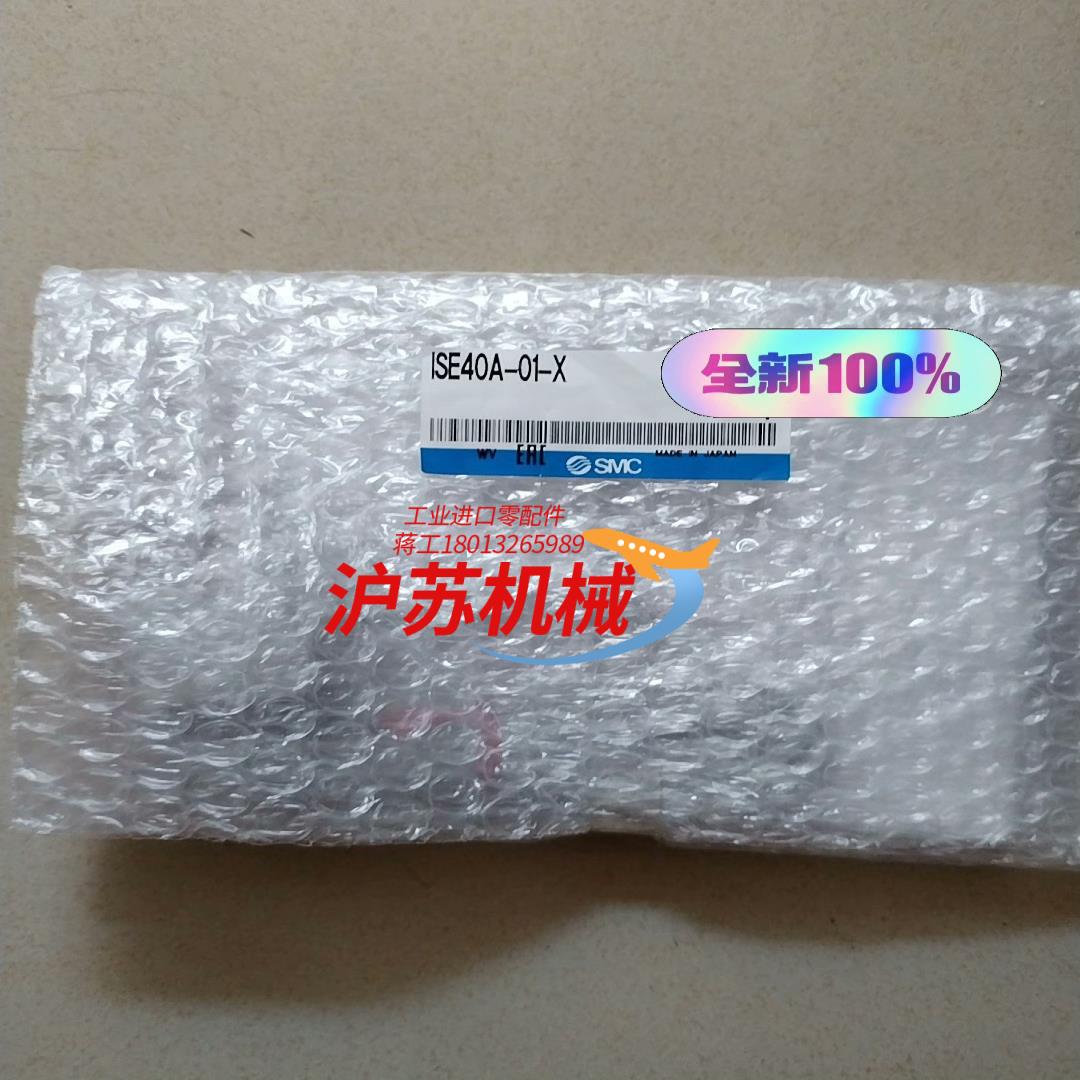 ISE40A-01-X
全新100%
WV EAC SMC MADE IN JAPAN
工业进口零配件
蒋工18013265989
沪苏机械